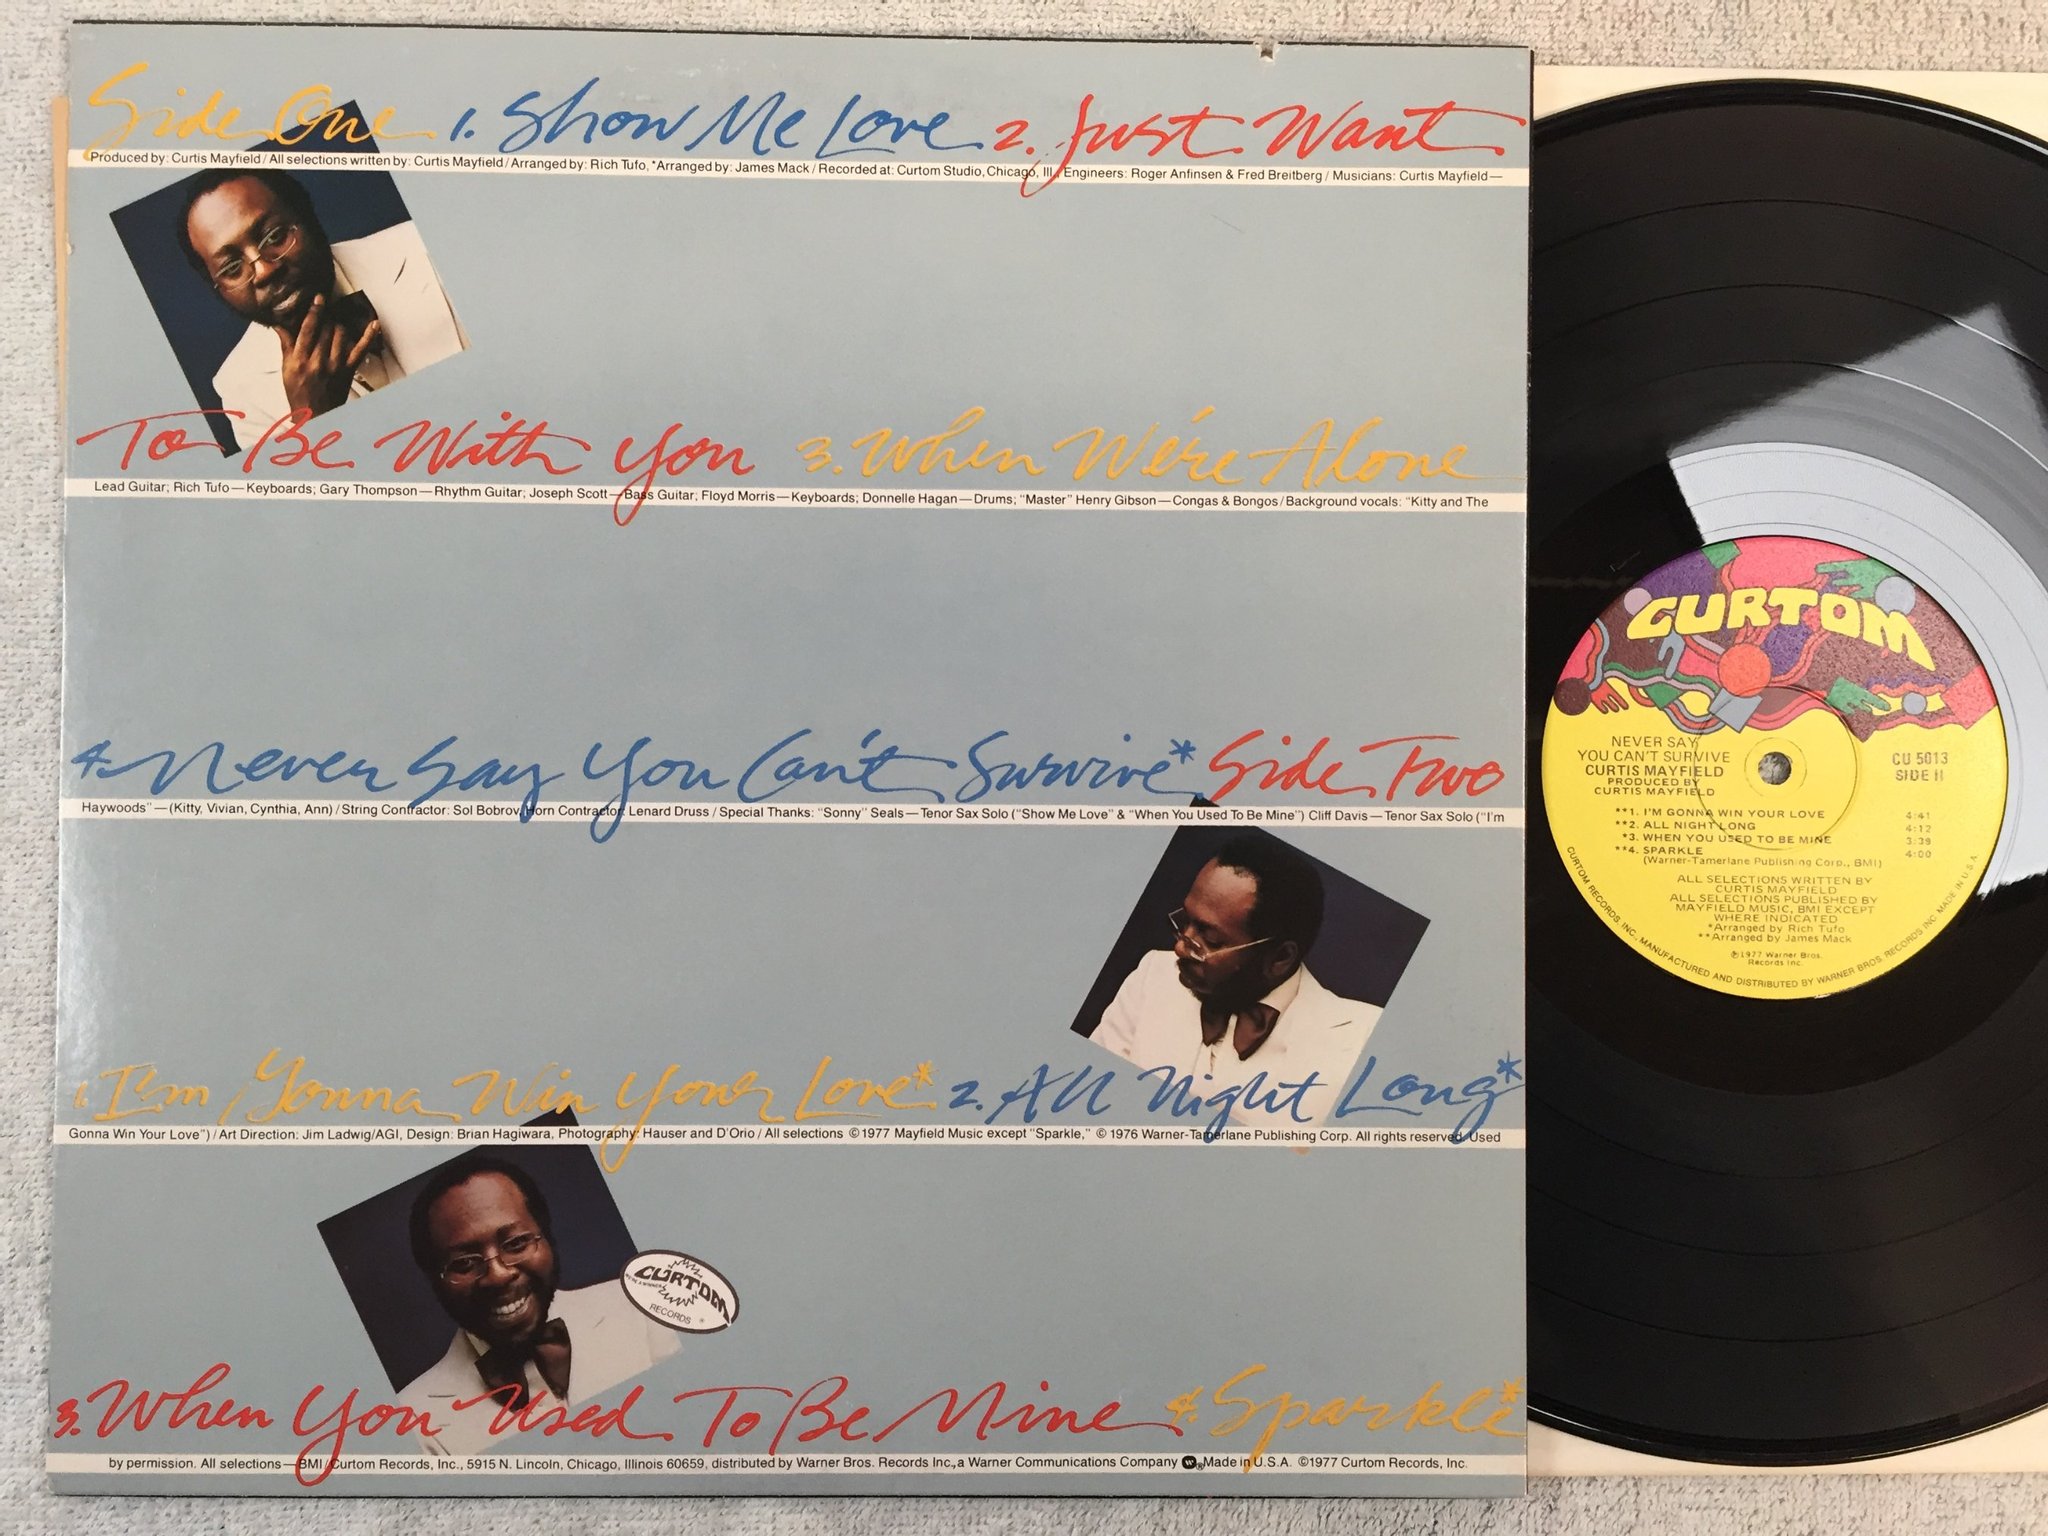 Side One 1. Show Me Love 2. Just Want
Produced by: Curtis Mayfield / All selections written by: Curtis Mayfield / Arranged by: Rich Tufo, *Arranged by: James Mack / Recorded at: Curtom Studio, Chicago, Ill. / Engineers: Roger Anfinsen & Fred Breitberg / Musicians: Curtis Mayfield—
To Be With You 3. When We're Alone
Lead Guitar; Rich Tufo—Keyboards; Gary Thompson—Rhythm Guitar; Joseph Scott—Bass Guitar; Floyd Morris—Keyboards; Donnelle Hagan—Drums; "Master" Henry Gibson—Congas & Bongos / Background vocals: "Kitty and The
4. Never Say You Can't Survive* Side Two
Haywoods"—(Kitty, Vivian, Cynthia, Ann) / String Contractor: Sol Bobrov, Horn Contractor: Lenard Druss / Special Thanks: "Sonny" Seals—Tenor Sax Solo ("Show Me Love" & "When You Used To Be Mine") Cliff Davis—Tenor Sax Solo ("I'm
1. I'm Gonna Win Your Love* 2. All Night Long*
Gonna Win Your Love") / Art Direction: Jim Ladwig/AGI, Design: Brian Hagiwara, Photography: Hauser and D'Orio / All selections ©1977 Mayfield Music except "Sparkle," © 1976 Warner-Tamerlane Publishing Corp. All rights reserved. Used
CURTOM
RECORDS ®
3. When You Used To Be Mine 4. Sparkle*
by permission. All selections—BMI / Curtom Records, Inc., 5915 N. Lincoln, Chicago, Illinois 60659, distributed by Warner Bros. Records Inc., a Warner Communications Company ® Made in U.S.A. ©1977 Curtom Records, Inc.
CURTOM
NEVER SAY
YOU CAN'T SURVIVE
CURTIS MAYFIELD
PRODUCED BY
CURTIS MAYFIELD
CU 5013
SIDE II
**1. I'M GONNA WIN YOUR LOVE 4:41
**2. ALL NIGHT LONG 4:12
*3. WHEN YOU USED TO BE MINE 3:39
**4. SPARKLE 4:00
(Warner-Tamerlane Publishing Corp., BMI)
ALL SELECTIONS WRITTEN BY
CURTIS MAYFIELD
ALL SELECTIONS PUBLISHED BY
MAYFIELD MUSIC, BMI EXCEPT
WHERE INDICATED
*Arranged by Rich Tufo
**Arranged by James Mack
℗1977 Warner Bros.
Records Inc.
CURTOM RECORDS, INC., MANUFACTURED AND DISTRIBUTED BY WARNER BROS. RECORDS INC. MADE IN U.S.A.